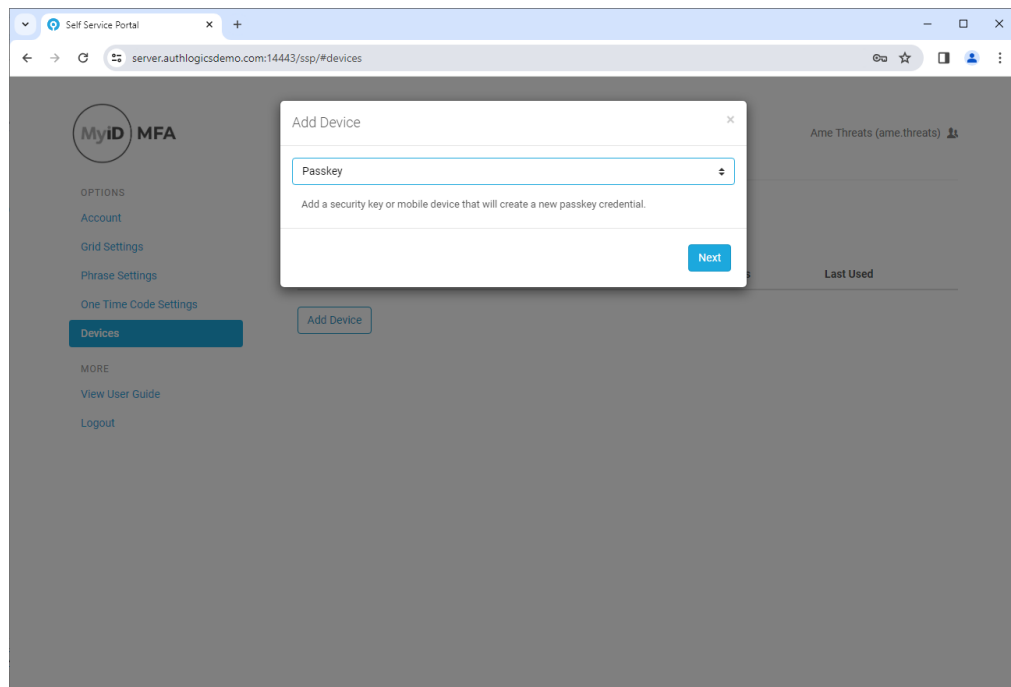 Self Service Portal
server.authlogicsdemo.com:14443/ssp/#devices
MyiD MFA
Ame Threats (ame.threats)
OPTIONS
Account
Grid Settings
Phrase Settings
One Time Code Settings
Devices
MORE
View User Guide
Logout
Add Device
Passkey
Add a security key or mobile device that will create a new passkey credential.
Next
Last Used
Add Device